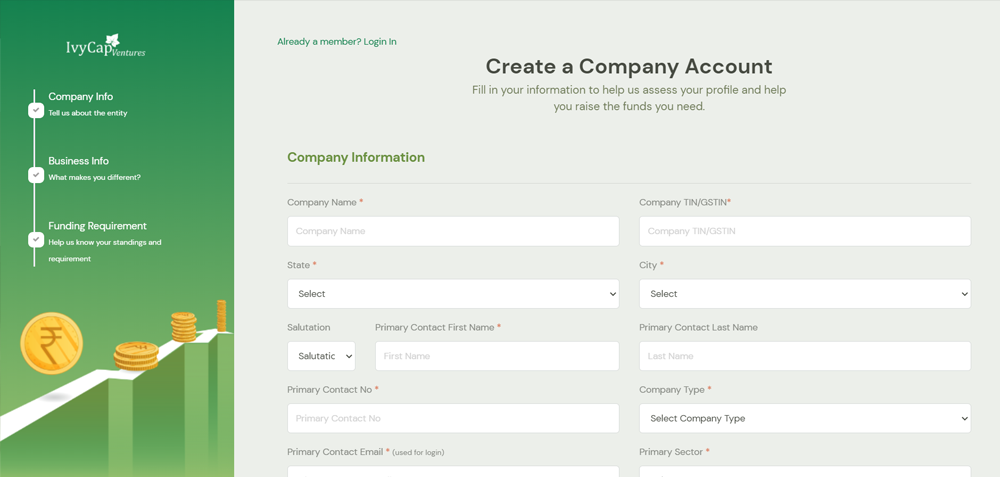 IvyCap Ventures
Company Info
Tell us about the entity
Business Info
What makes you different?
Funding Requirement
Help us know your standings and
requirement
Already a member? Login In
Create a Company Account
Fill in your information to help us assess your profile and help
you raise the funds you need.
Company Information
Company Name * Company TIN/GSTIN*
Company Name Company TIN/GSTIN
State * City *
Select Select
Salutation Primary Contact First Name * Primary Contact Last Name
Salutatic First Name Last Name
Primary Contact No * Company Type *
Primary Contact No Select Company Type
Primary Contact Email * (used for login) Primary Sector *